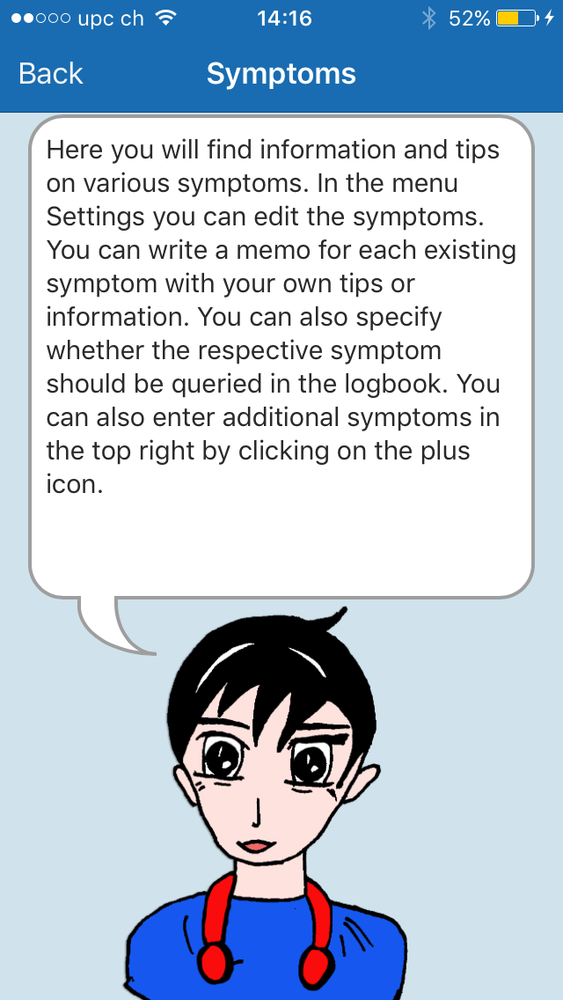 upc ch 14:16 52%
Back Symptoms
Here you will find information and tips
on various symptoms. In the menu
Settings you can edit the symptoms.
You can write a memo for each existing
symptom with your own tips or
information. You can also specify
whether the respective symptom
should be queried in the logbook. You
can also enter additional symptoms in
the top right by clicking on the plus
icon.